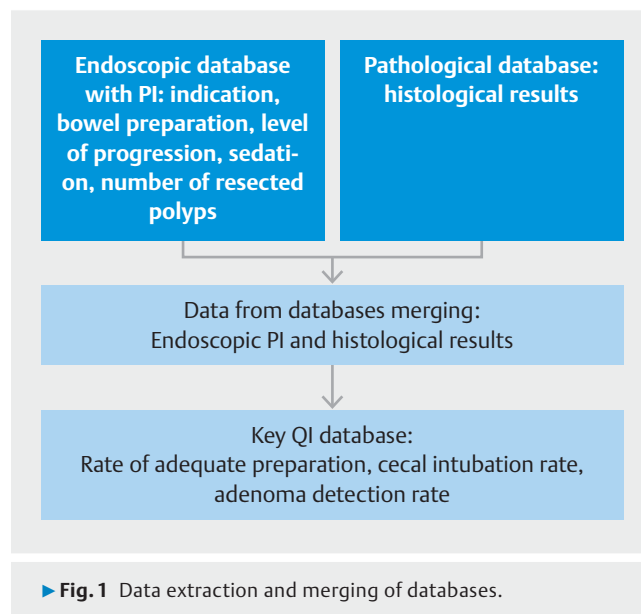 Endoscopic database
with PI: indication,
bowel preparation, level
of progression, sedati-
on, number of resected
polyps
Pathological database:
histological results
Data from databases merging:
Endoscopic PI and histological results
Key QI database:
Rate of adequate preparation, cecal intubation rate,
adenoma detection rate
▶ Fig. 1 Data extraction and merging of databases.